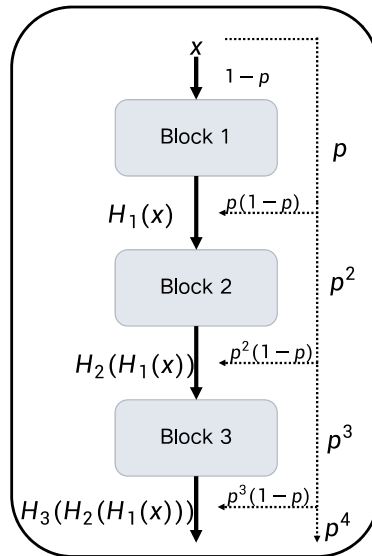 x
1 − p
Block 1
p
H₁(x)
p(1 − p)
Block 2
p²
H₂(H₁(x))
p²(1 − p)
Block 3
p³
H₃(H₂(H₁(x)))
p³(1 − p)
p⁴